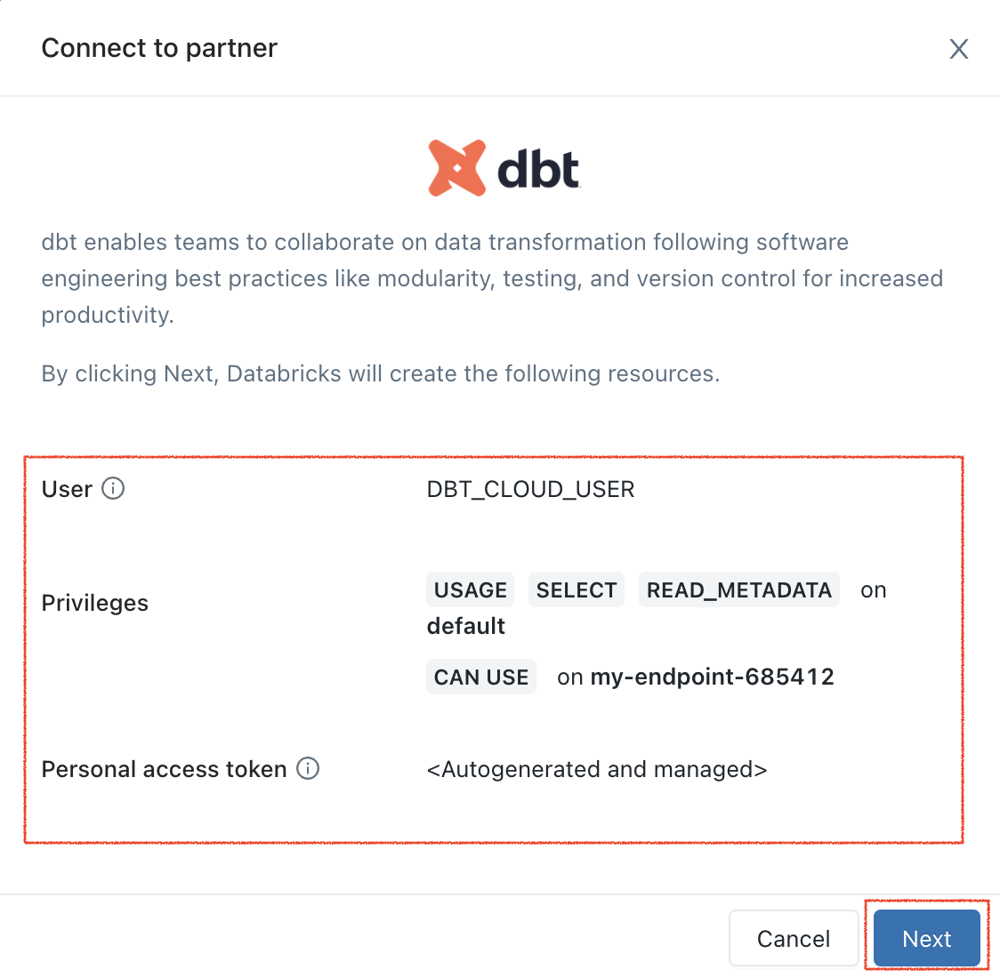 Connect to partner
X
dbt
dbt enables teams to collaborate on data transformation following software
engineering best practices like modularity, testing, and version control for increased
productivity.
By clicking Next, Databricks will create the following resources.
User
DBT_CLOUD_USER
Privileges
USAGE SELECT READ_METADATA on
default
CAN USE on my-endpoint-685412
Personal access token
<Autogenerated and managed>
Cancel
Next